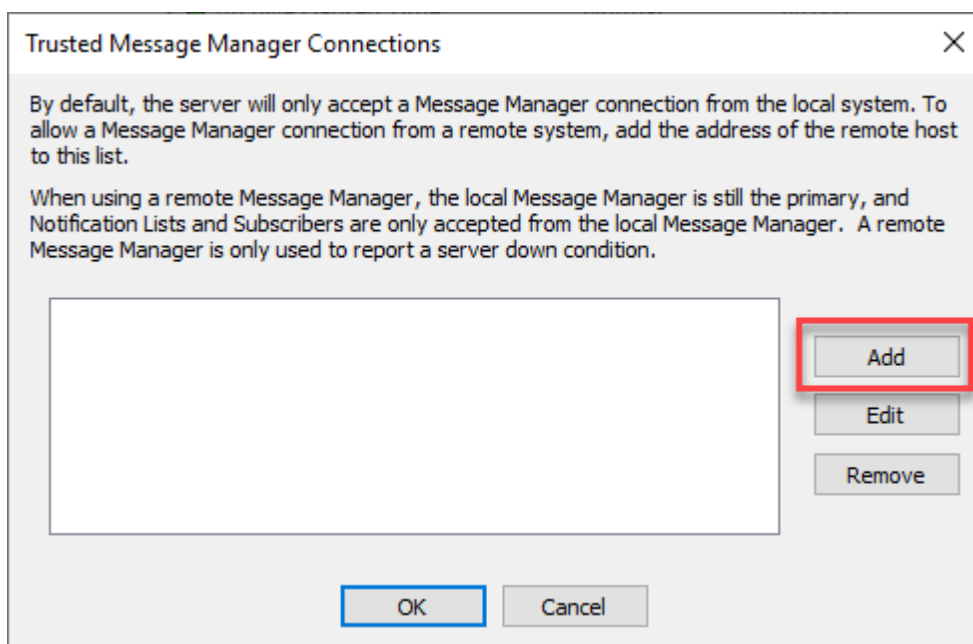 Trusted Message Manager Connections
By default, the server will only accept a Message Manager connection from the local system. To
allow a Message Manager connection from a remote system, add the address of the remote host
to this list.
When using a remote Message Manager, the local Message Manager is still the primary, and
Notification Lists and Subscribers are only accepted from the local Message Manager.  A remote
Message Manager is only used to report a server down condition.
Add
Edit
Remove
OK
Cancel